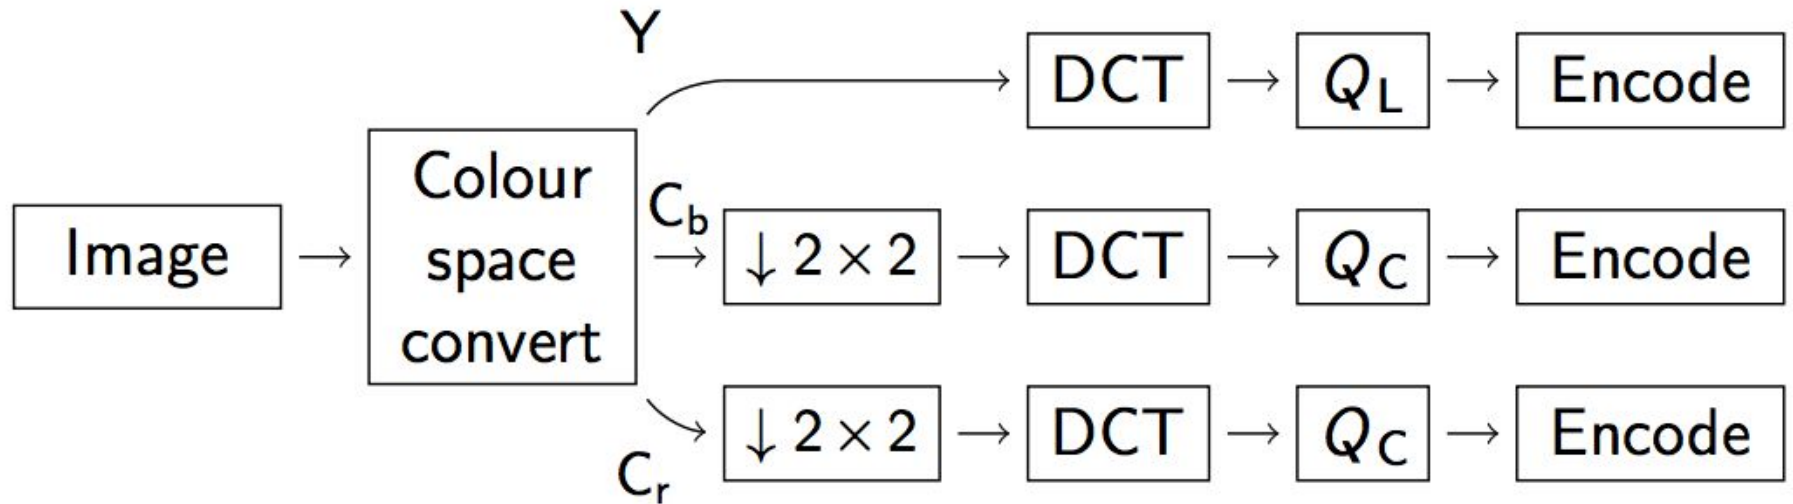 Y
DCT
Q_L
Encode
Image
Colour
space
convert
C_b
↓ 2 × 2
DCT
Q_C
Encode
C_r
↓ 2 × 2
DCT
Q_C
Encode